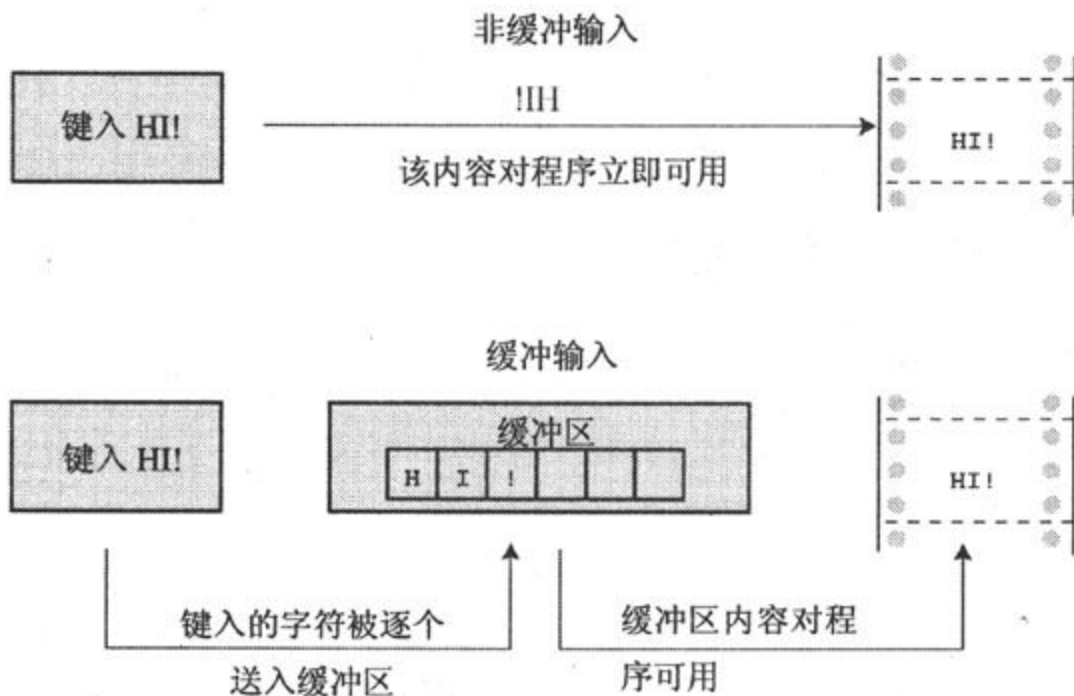 非缓冲输入
键入 HI!
!IH
该内容对程序立即可用
HI!
缓冲输入
键入 HI!
缓冲区
H I !
HI!
键入的字符被逐个
送入缓冲区
缓冲区内容对程
序可用